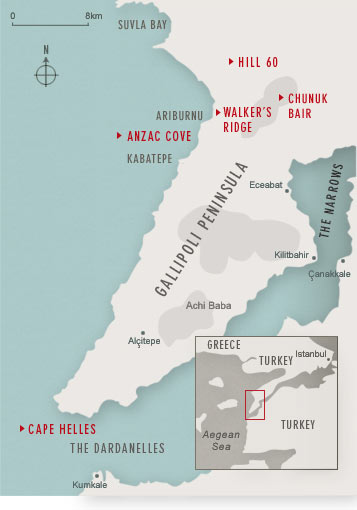 0 8km
SUVLA BAY
N
HILL 60
CHUNUK
BAIR
ARIBURNU
WALKER'S
RIDGE
ANZAC COVE
KABATEPE
THE NARROWS
Eceabat
GALLIPOLI PENINSULA
Kilitbahir
Çanakkale
Achi Baba
Alçitepe
GREECE
TURKEY
Istanbul
CAPE HELLES
TURKEY
Aegean
Sea
THE DARDANELLES
Kumkale